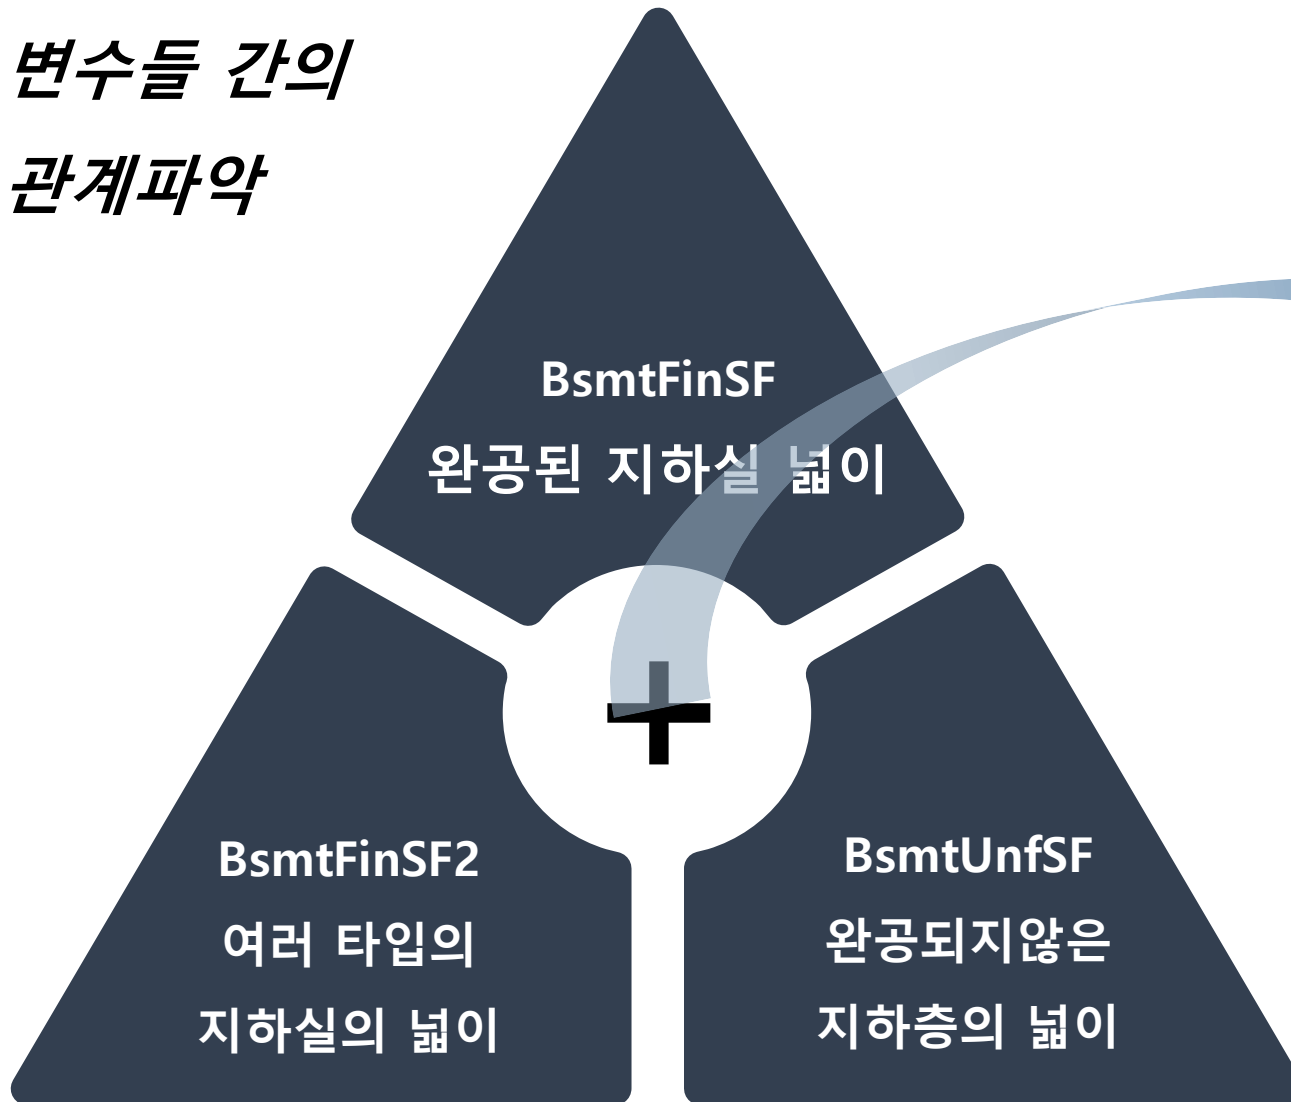 변수들 간의
관계파악
BsmtFinSF
완공된 지하실 넓이
+
BsmtFinSF2
여러 타입의
지하실의 넓이
BsmtUnfSF
완공되지않은
지하층의 넓이